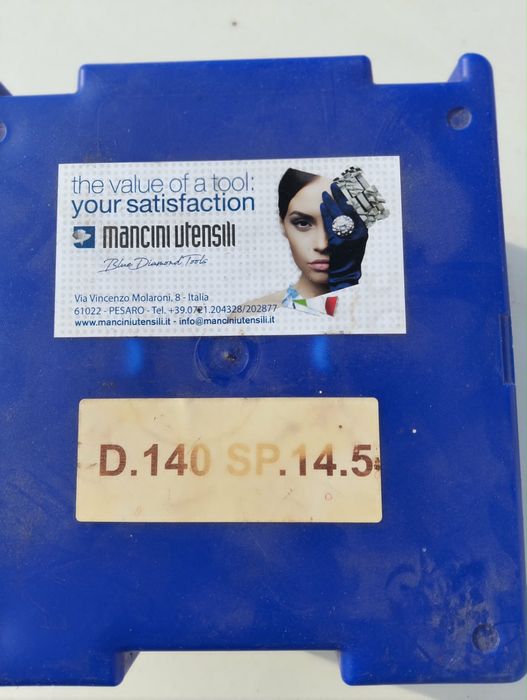 the value of a tool:
your satisfaction
mancini utensili
Blue Diamond Tools
Via Vincenzo Molaroni, 8 - Italia
61022 - PESARO - Tel. +39.0721.204328/202877
www.manciniutensili.it - info@manciniutensili.it
D.140 SP.14.5